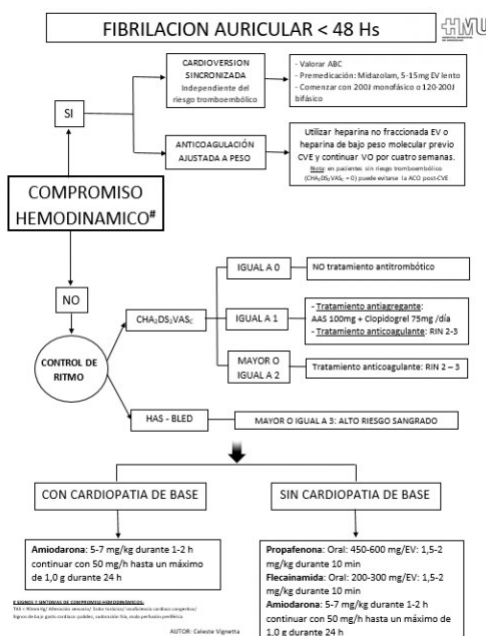 FIBRILACION AURICULAR < 48 Hs
HMU
CARDIOVERSION
SINCRONIZADA
Independiente del
riesgo tromboembólico
- Valorar ABC
- Premedicación: Midazolam, 5-15mg EV lento
- Comenzar con 200J monofásico o 120-200J
bifásico
SI
ANTICOAGULACIÓN
AJUSTADA A PESO
Utilizar heparina no fraccionada EV o
heparina de bajo peso molecular previo
CVE y continuar VO por cuatro semanas.
Nota: en pacientes sin riesgo tromboembólico
(CHA2DS2VASC = 0) puede evitarse la ACO post-CVE
COMPROMISO
HEMODINAMICO#
NO
CONTROL DE
RITMO
CHA2DS2VASC
IGUAL A 0
NO tratamiento antitrombótico
IGUAL A 1
- Tratamiento antiagregante:
AAS 100mg + Clopidogrel 75mg /día
- Tratamiento anticoagulante: RIN 2-3
MAYOR O
IGUAL A 2
Tratamiento anticoagulante: RIN 2 – 3
HAS - BLED
MAYOR O IGUAL A 3: ALTO RIESGO SANGRADO
CON CARDIOPATIA DE BASE
SIN CARDIOPATIA DE BASE
Amiodarona: 5-7 mg/kg durante 1-2 h
continuar con 50 mg/h hasta un máximo
de 1,0 g durante 24 h
Propafenona: Oral: 450-600 mg/EV: 1,5-2
mg/kg durante 10 min
Flecainamida: Oral: 200-300 mg/EV: 1,5-2
mg/kg durante 10 min
Amiodarona: 5-7 mg/kg durante 1-2 h
continuar con 50 mg/h hasta un máximo de
1,0 g durante 24 h
# SIGNOS Y SINTOMAS DE COMPROMISO HEMODINÁMICO:
AUTOR: Celeste Vignetta